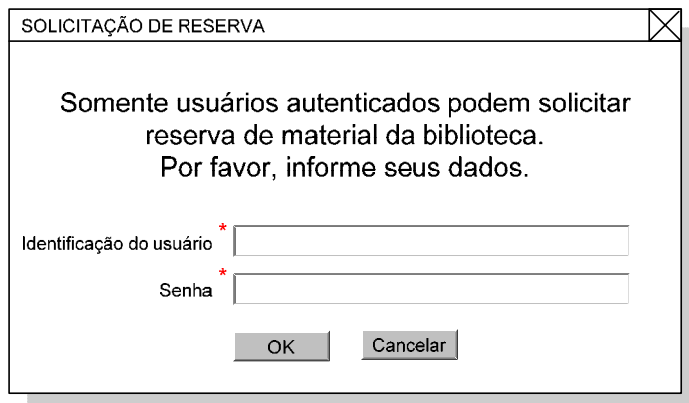 SOLICITAÇÃO DE RESERVA
Somente usuários autenticados podem solicitar
reserva de material da biblioteca.
Por favor, informe seus dados.
Identificação do usuário *
Senha *
OK
Cancelar